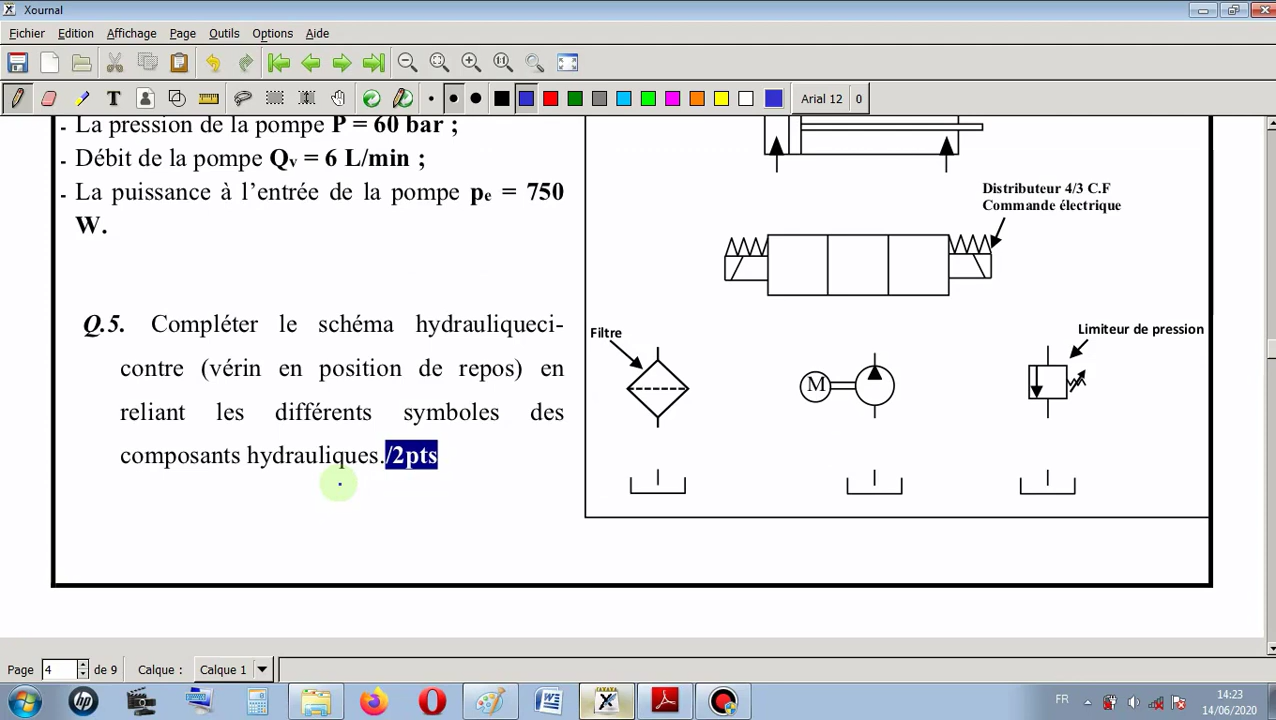 Xournal
Fichier Edition Affichage Page Outils Options Aide
Arial 12 0
- La pression de la pompe P = 60 bar ;
- Débit de la pompe Qv = 6 L/min ;
- La puissance à l’entrée de la pompe pe = 750
W.
Q.5. Compléter le schéma hydrauliqueci-
contre (vérin en position de repos) en
reliant les différents symboles des
composants hydrauliques./2pts
Distributeur 4/3 C.F
Commande électrique
Filtre
M
Limiteur de pression
Page 4 de 9 Calque : Calque 1
FR
14:23
14/06/2020